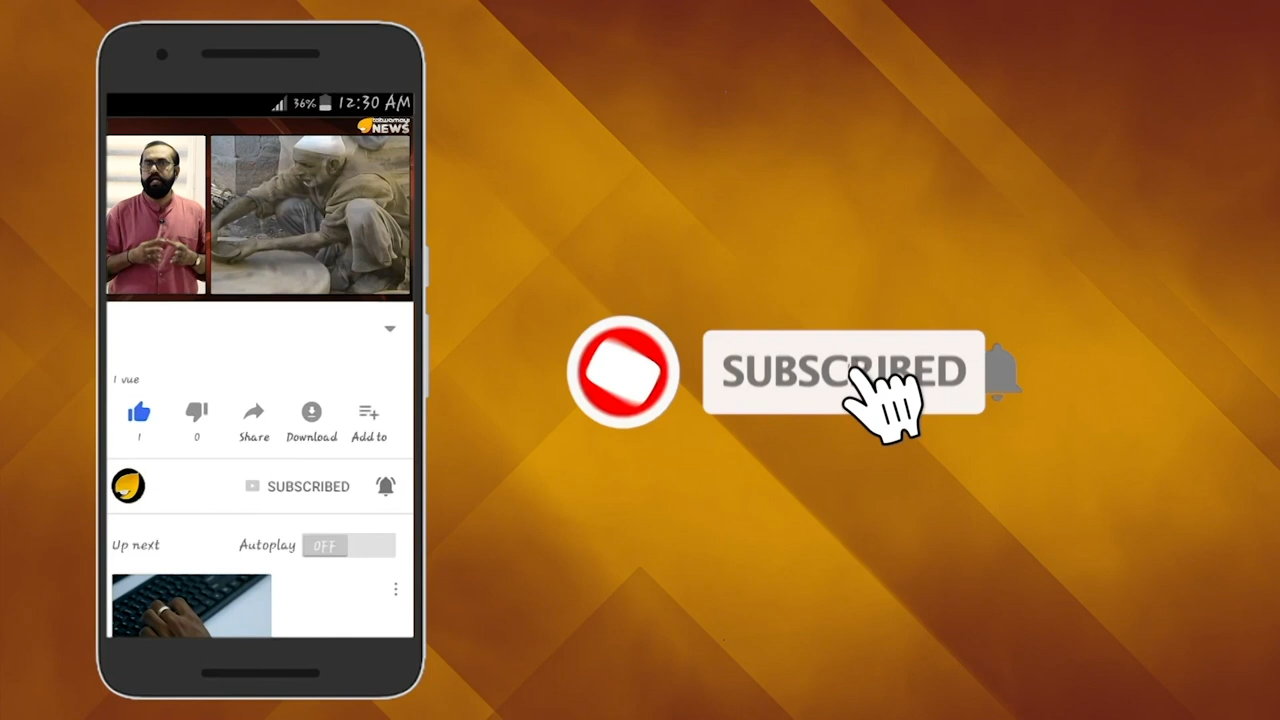 36% 12:30 AM
tatwamayi
NEWS
1 vue
1 0 Share Download Add to
SUBSCRIBED
Up next Autoplay OFF
SUBSCRIBED